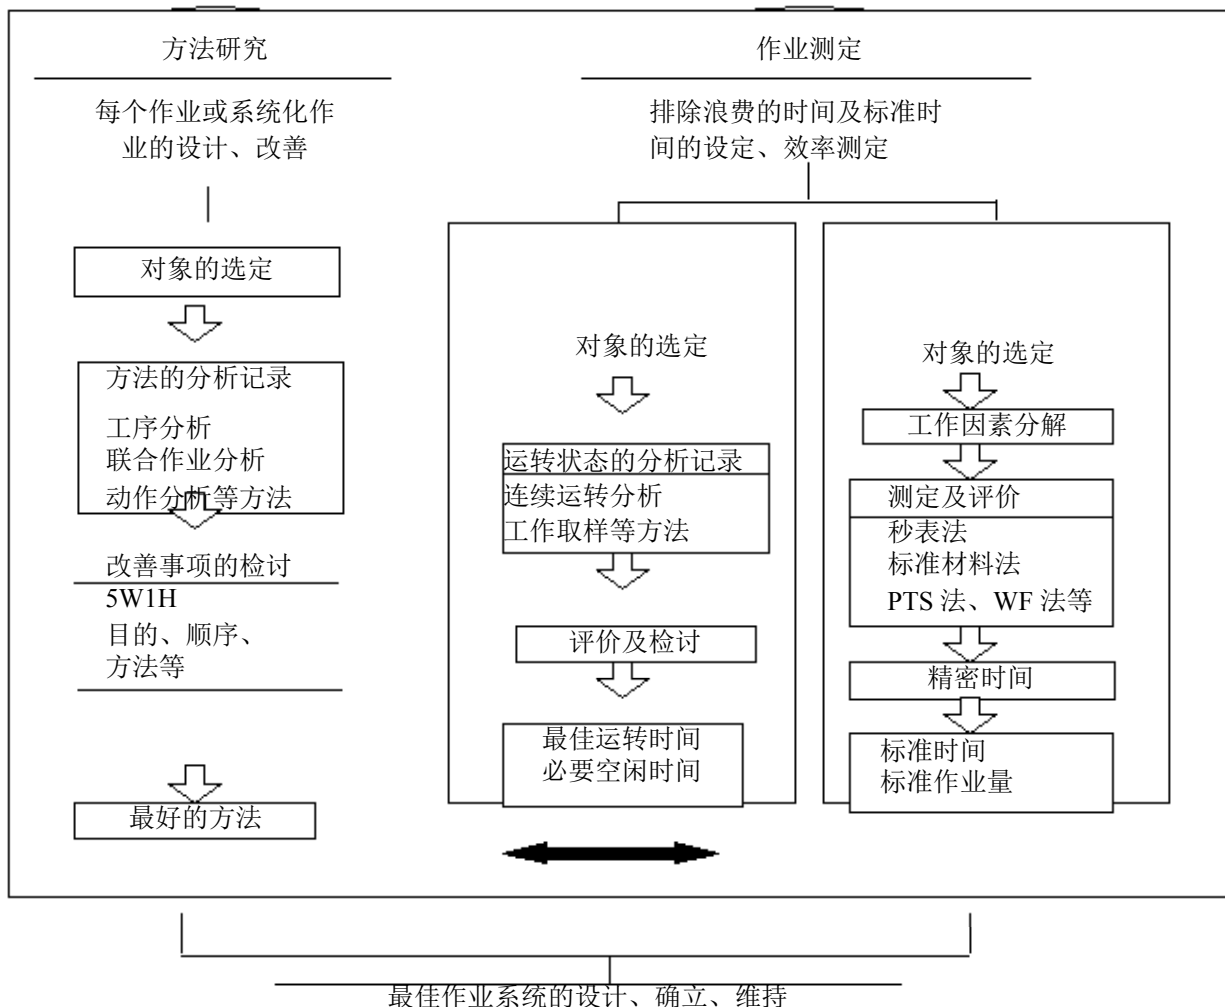 方法研究
每个作业或系统化作
业的设计、改善
对象的选定
方法的分析记录
工序分析
联合作业分析
动作分析等方法
改善事项的检讨
5W1H
目的、顺序、
方法等
最好的方法
作业测定
排除浪费的时间及标准时
间的设定、效率测定
对象的选定
运转状态的分析记录
连续运转分析
工作取样等方法
评价及检讨
最佳运转时间
必要空闲时间
对象的选定
工作因素分解
测定及评价
秒表法
标准材料法
PTS 法、WF 法等
精密时间
标准时间
标准作业量
最佳作业系统的设计、确立、维持